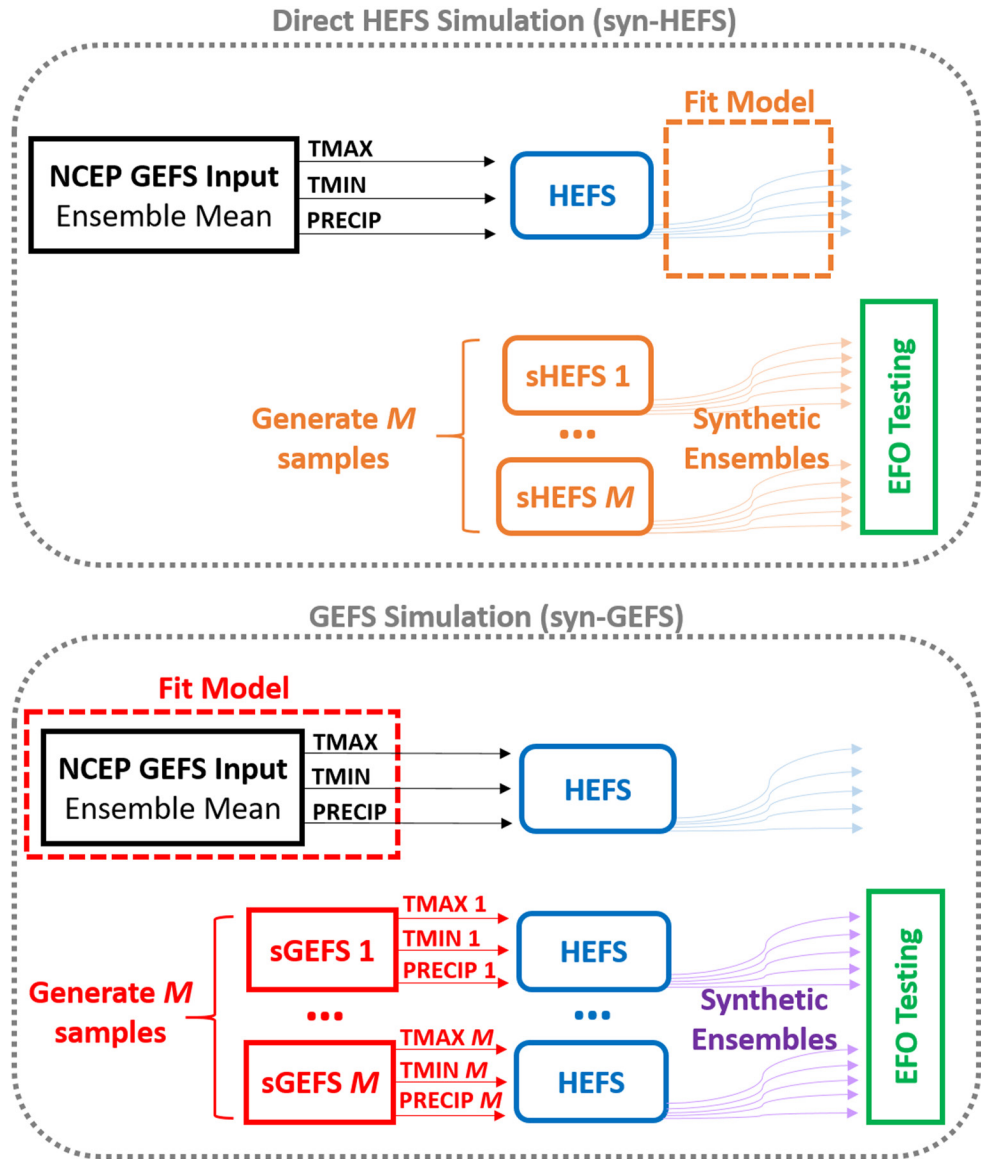 Direct HEFS Simulation (syn-HEFS)
Fit Model
NCEP GEFS Input
Ensemble Mean
TMAX
TMIN
PRECIP
HEFS
Generate M
samples
sHEFS 1
...
sHEFS M
Synthetic
Ensembles
EFO Testing
GEFS Simulation (syn-GEFS)
Fit Model
NCEP GEFS Input
Ensemble Mean
TMAX
TMIN
PRECIP
HEFS
Generate M
samples
sGEFS 1
...
sGEFS M
TMAX 1
TMIN 1
PRECIP 1
TMAX M
TMIN M
PRECIP M
HEFS
...
HEFS
Synthetic
Ensembles
EFO Testing